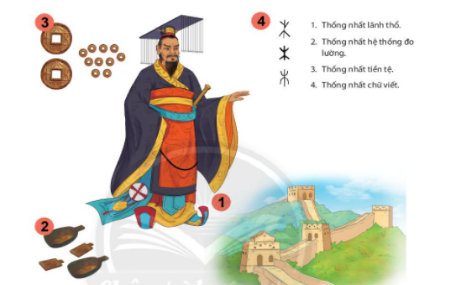 3
4
1. Thống nhất lãnh thổ.
2. Thống nhất hệ thống đo
lường.
3. Thống nhất tiền tệ.
4. Thống nhất chữ viết.
1
2